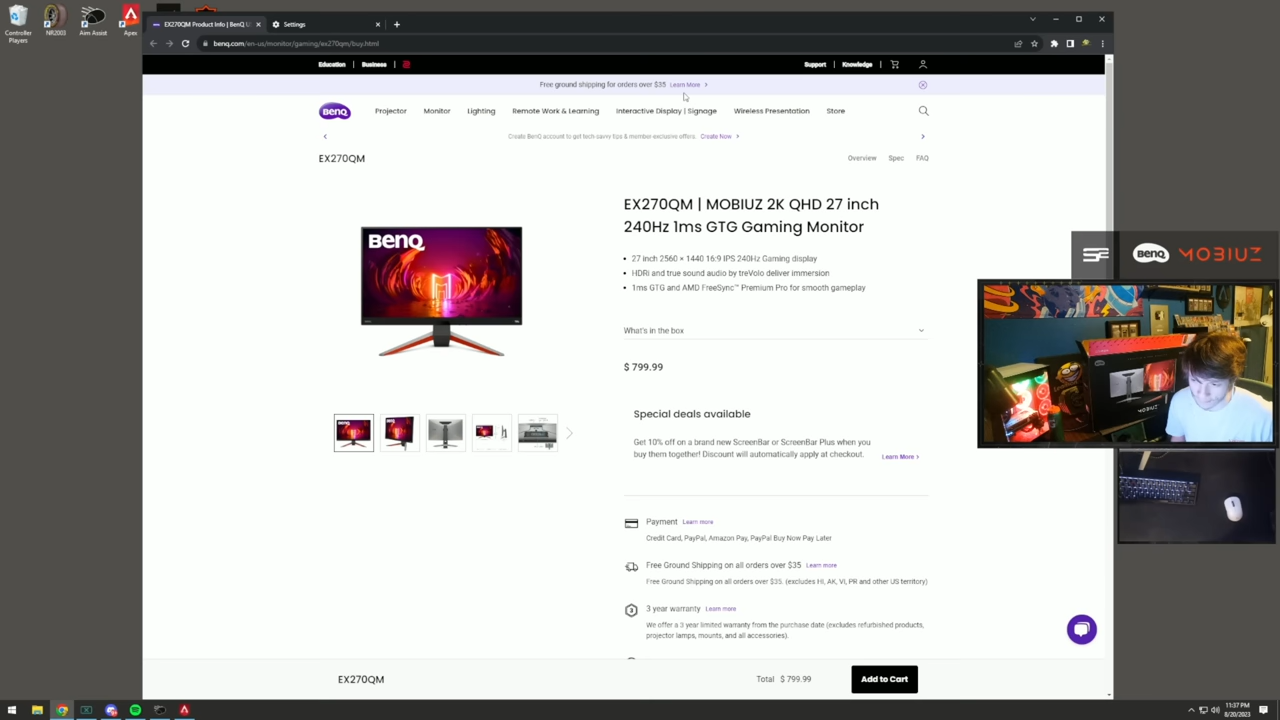 Controller
Players
NR2003
Aim Assist
Apex
EX270QM Product Info | BenQ U
Settings
benq.com/en-us/monitor/gaming/ex270qm/buy.html
Education
Business
Support
Knowledge
Free ground shipping for orders over $35 Learn More >
BenQ
Projector
Monitor
Lighting
Remote Work & Learning
Interactive Display | Signage
Wireless Presentation
Store
Create BenQ account to get tech savvy tips & member-exclusive offers. Create Now >
EX270QM
Overview
Spec
FAQ
EX270QM | MOBIUZ 2K QHD 27 inch
240Hz 1ms GTG Gaming Monitor
27 inch 2560 × 1440 16:9 IPS 240Hz Gaming display
HDRi and true sound audio by treVolo deliver immersion
1ms GTG and AMD FreeSync™ Premium Pro for smooth gameplay
BenQ
What's in the box
$ 799.99
Special deals available
Get 10% off on a brand new ScreenBar or ScreenBar Plus when you
buy them together! Discount will automatically apply at checkout.
Learn More >
Payment Learn more
Credit Card, PayPal, Amazon Pay, PayPal Buy Now Pay Later
Free Ground Shipping on all orders over $35 Learn more
Free Ground Shipping on all orders over $35. (excludes HI, AK, VI, PR and other US territory)
3 year warranty Learn more
We offer a 3 year limited warranty from the purchase date (excludes refurbished products,
projector lamps, mounts, and all accessories).
EX270QM
Total $ 799.99
Add to Cart
SF
BenQ
MOBIUZ
MOBIUZ
11:37 PM
8/20/2023